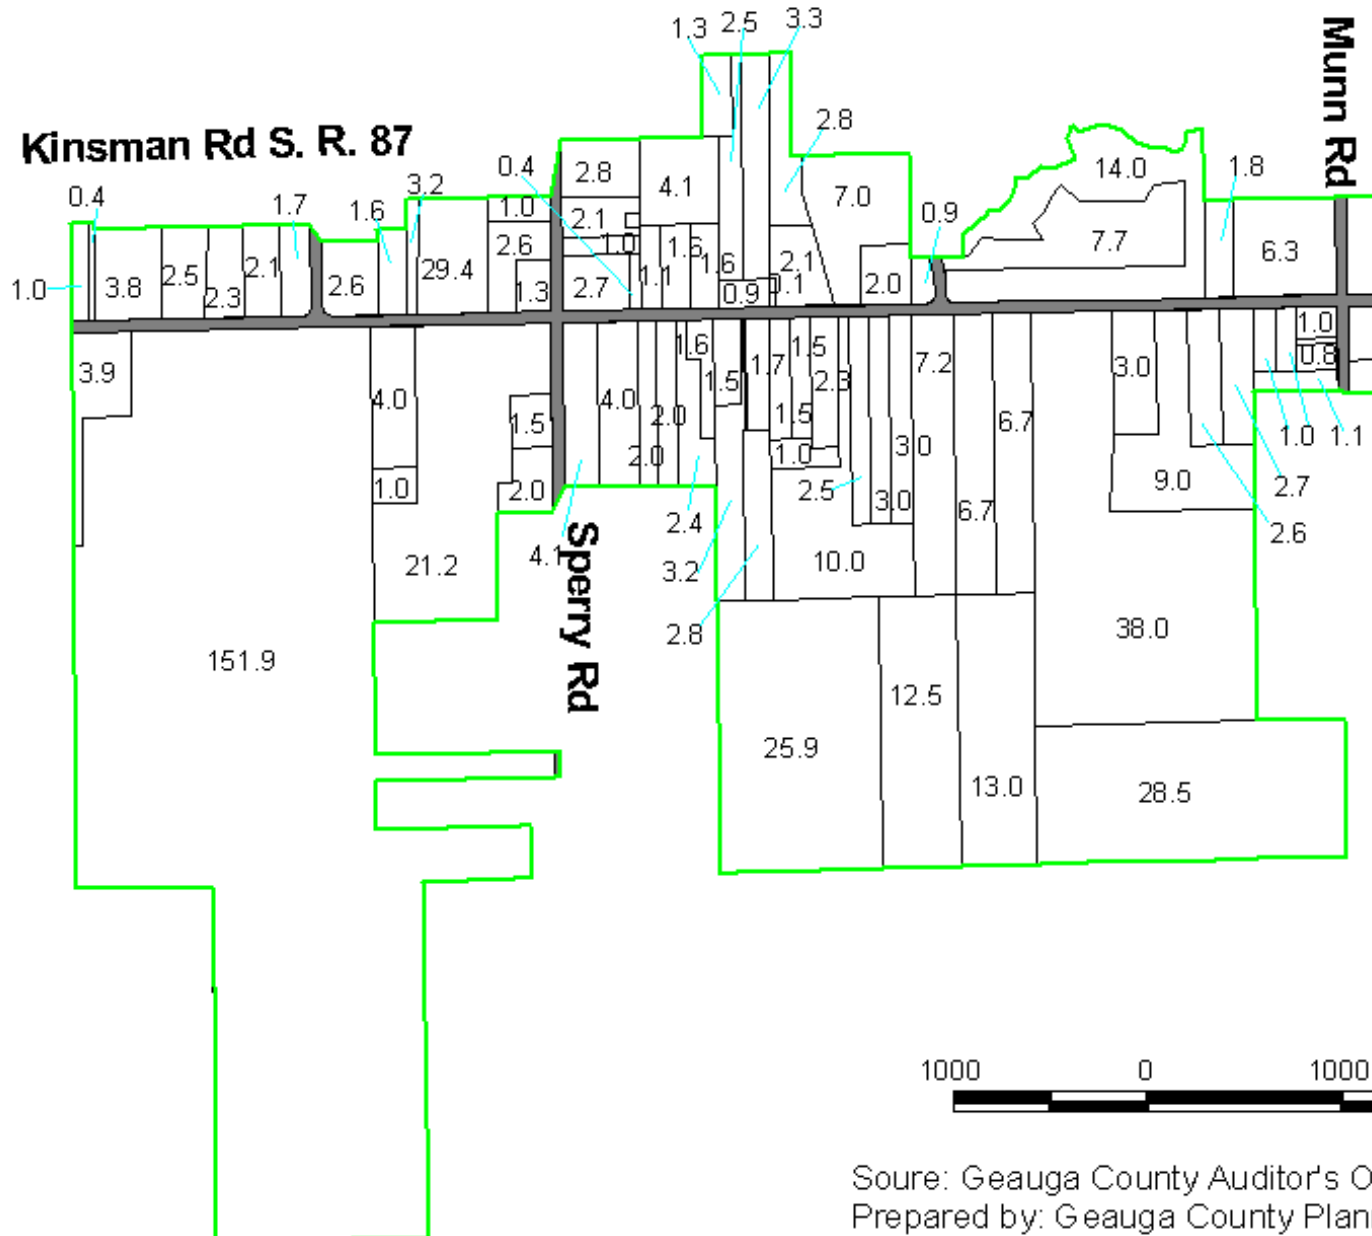 1.3 2.5 3.3
Munn Rd
Kinsman Rd S. R. 87
0.4 2.8
2.8 14.0
0.4 1.7 1.6 3.2 4.1 7.0 1.8
1.0 2.1 0.9
2.6 1.0 7.7
1.0 3.8 2.5 2.3 2.1 2.6 29.4 1.3 2.7 1.1 1.6 1.6 2.1 2.0 6.3
0.9 0.1
3.9 4.0 1.6 1.7 1.5 7.2 3.0 1.0
0.8
1.5 4.0 2.0 1.5 1.5 2.3 3.0 6.7
1.0 1.0 1.1
1.0 2.0 2.0 2.5 3.0 6.7 9.0 2.7
2.4 2.6
4.1
21.2 3.2 10.0
2.8 38.0
Sperry Rd
151.9
12.5
25.9
13.0 28.5
1000 0 1000
Soure: Geauga County Auditor's O
Prepared by: Geauga County Plan